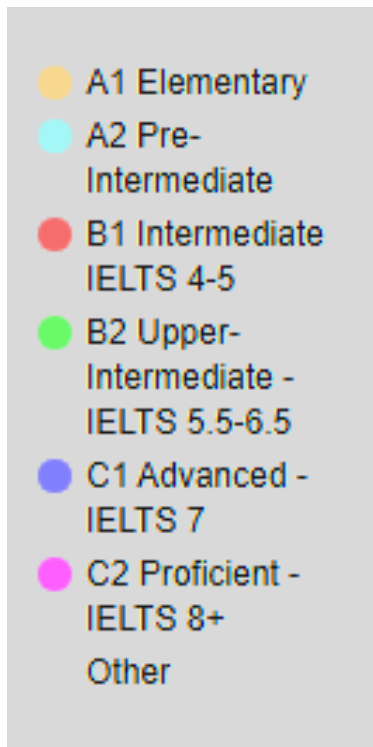 A1 Elementary
A2 Pre-
Intermediate
B1 Intermediate
IELTS 4-5
B2 Upper-
Intermediate -
IELTS 5.5-6.5
C1 Advanced -
IELTS 7
C2 Proficient -
IELTS 8+
Other